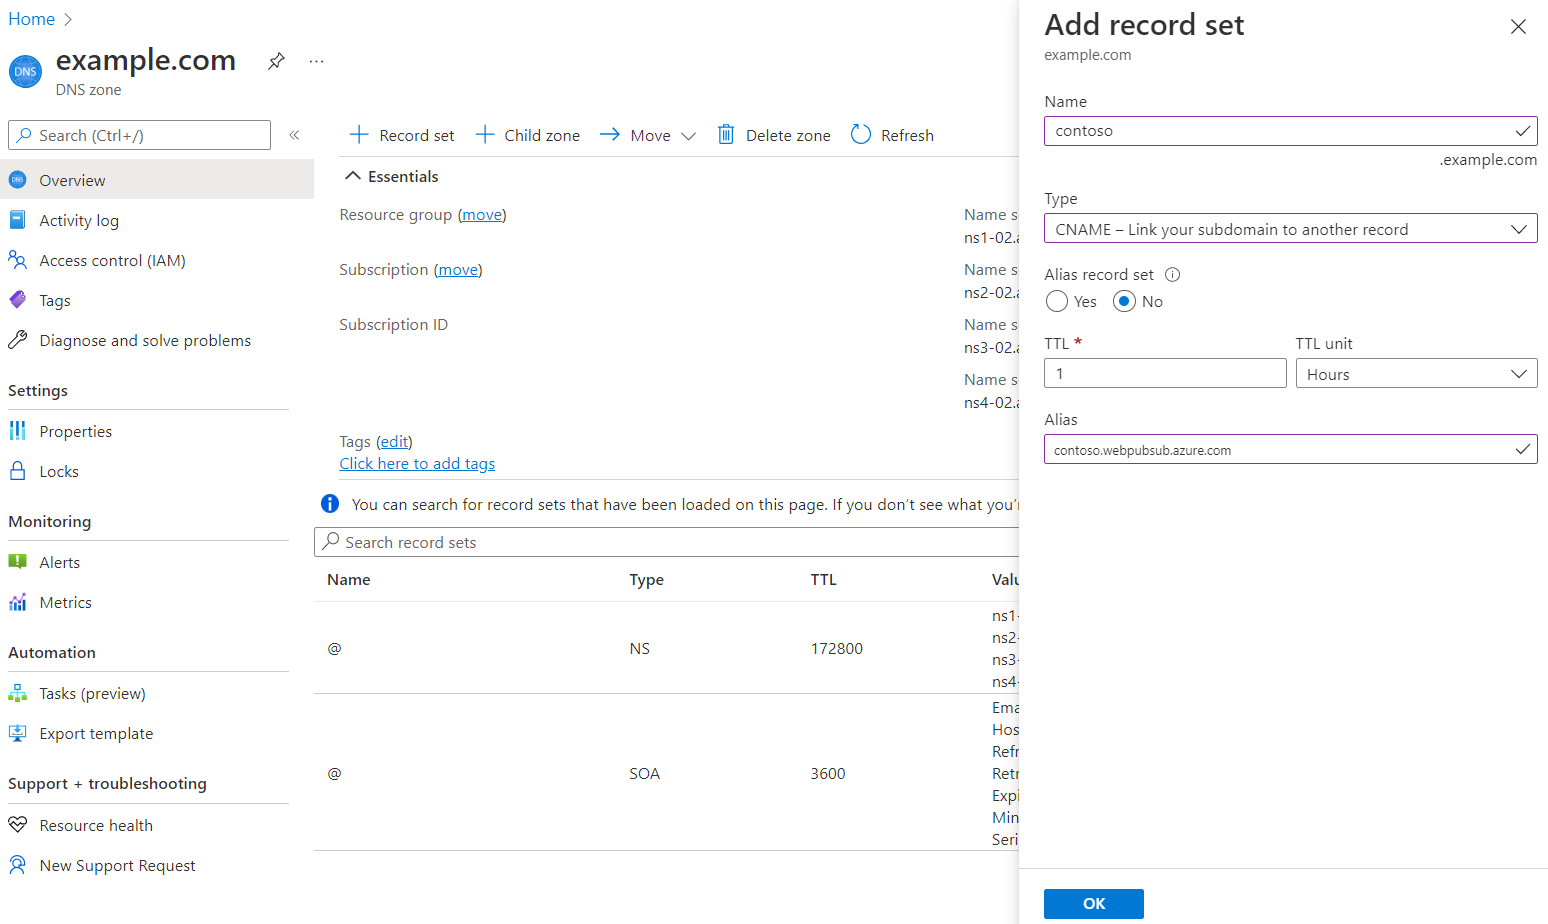 Home
example.com
DNS
DNS zone
Search (Ctrl+/)
Record set
Child zone
Move
Delete zone
Refresh
DNS
Overview
Activity log
Access control (IAM)
Tags
Diagnose and solve problems
Settings
Properties
Locks
Monitoring
Alerts
Metrics
Automation
Tasks (preview)
Export template
Support + troubleshooting
Resource health
New Support Request
Essentials
Resource group (move)
Subscription (move)
Subscription ID
Name s
ns1-02.a
Name s
ns2-02.a
Name s
ns3-02.a
Name s
ns4-02.a
Tags (edit)
Click here to add tags
You can search for record sets that have been loaded on this page. If you don't see what you'r
Search record sets
Name Type TTL Valu
@ NS 172800
ns1-
ns2-
ns3-
ns4-
@ SOA 3600
Ema
Hos
Refr
Retr
Expi
Min
Seri
Add record set
example.com
Name
contoso
.example.com
Type
CNAME – Link your subdomain to another record
Alias record set
Yes No
TTL * TTL unit
1 Hours
Alias
contoso.webpubsub.azure.com
OK